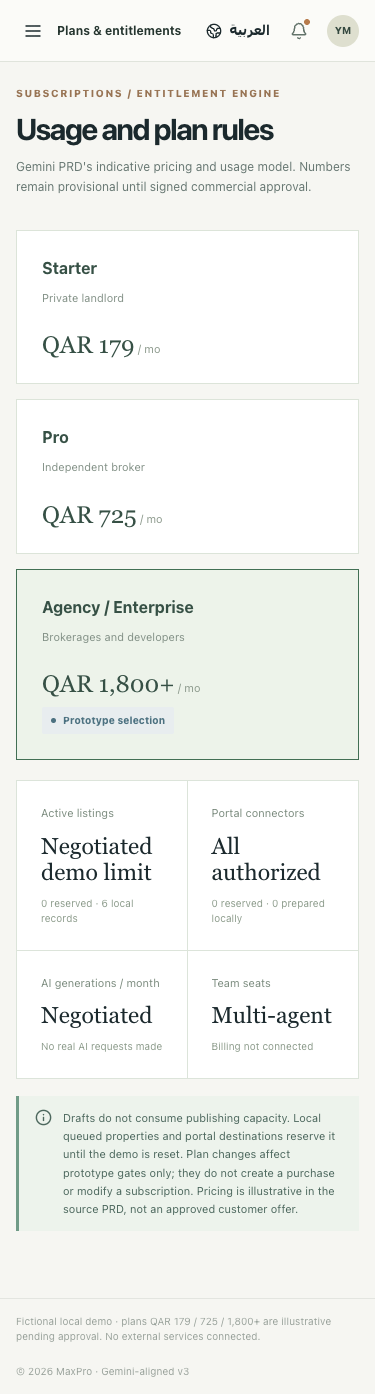 Plans & entitlements
العربية
YM
SUBSCRIPTIONS / ENTITLEMENT ENGINE
Usage and plan rules
Gemini PRD's indicative pricing and usage model. Numbers
remain provisional until signed commercial approval.
Starter
Private landlord
QAR 179 / mo
Pro
Independent broker
QAR 725 / mo
Agency / Enterprise
Brokerages and developers
QAR 1,800+ / mo
Prototype selection
Active listings
Negotiated
demo limit
0 reserved · 6 local
records
Portal connectors
All
authorized
0 reserved · 0 prepared
locally
AI generations / month
Negotiated
No real AI requests made
Team seats
Multi-agent
Billing not connected
Drafts do not consume publishing capacity. Local
queued properties and portal destinations reserve it
until the demo is reset. Plan changes affect
prototype gates only; they do not create a purchase
or modify a subscription. Pricing is illustrative in the
source PRD, not an approved customer offer.
Fictional local demo · plans QAR 179 / 725 / 1,800+ are illustrative
pending approval. No external services connected.
© 2026 MaxPro · Gemini-aligned v3